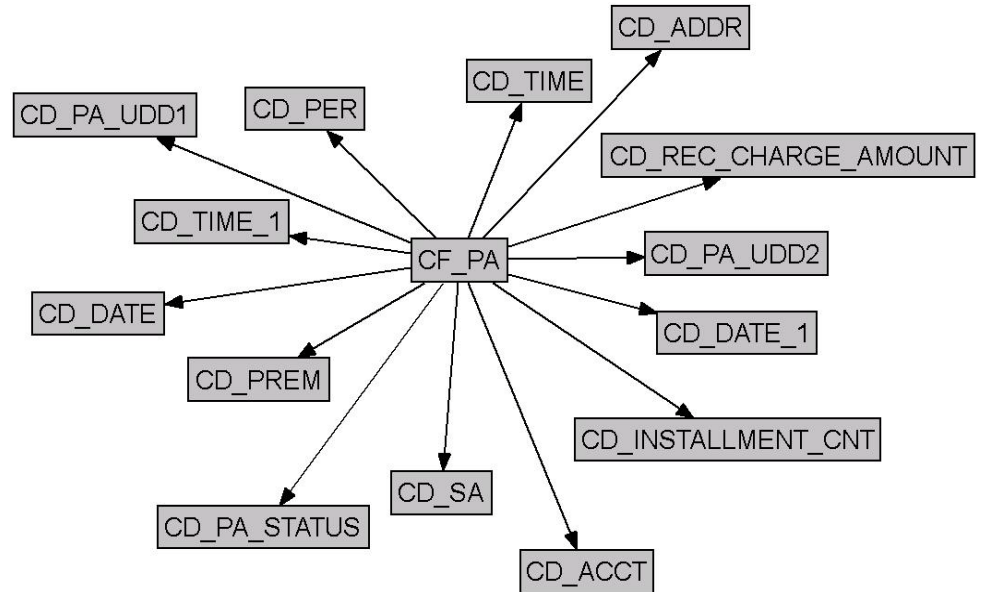 CD_ADDR
CD_TIME
CD_PER
CD_PA_UDD1
CD_REC_CHARGE_AMOUNT
CD_TIME_1
CF_PA
CD_PA_UDD2
CD_DATE
CD_DATE_1
CD_PREM
CD_INSTALLMENT_CNT
CD_SA
CD_PA_STATUS
CD_ACCT